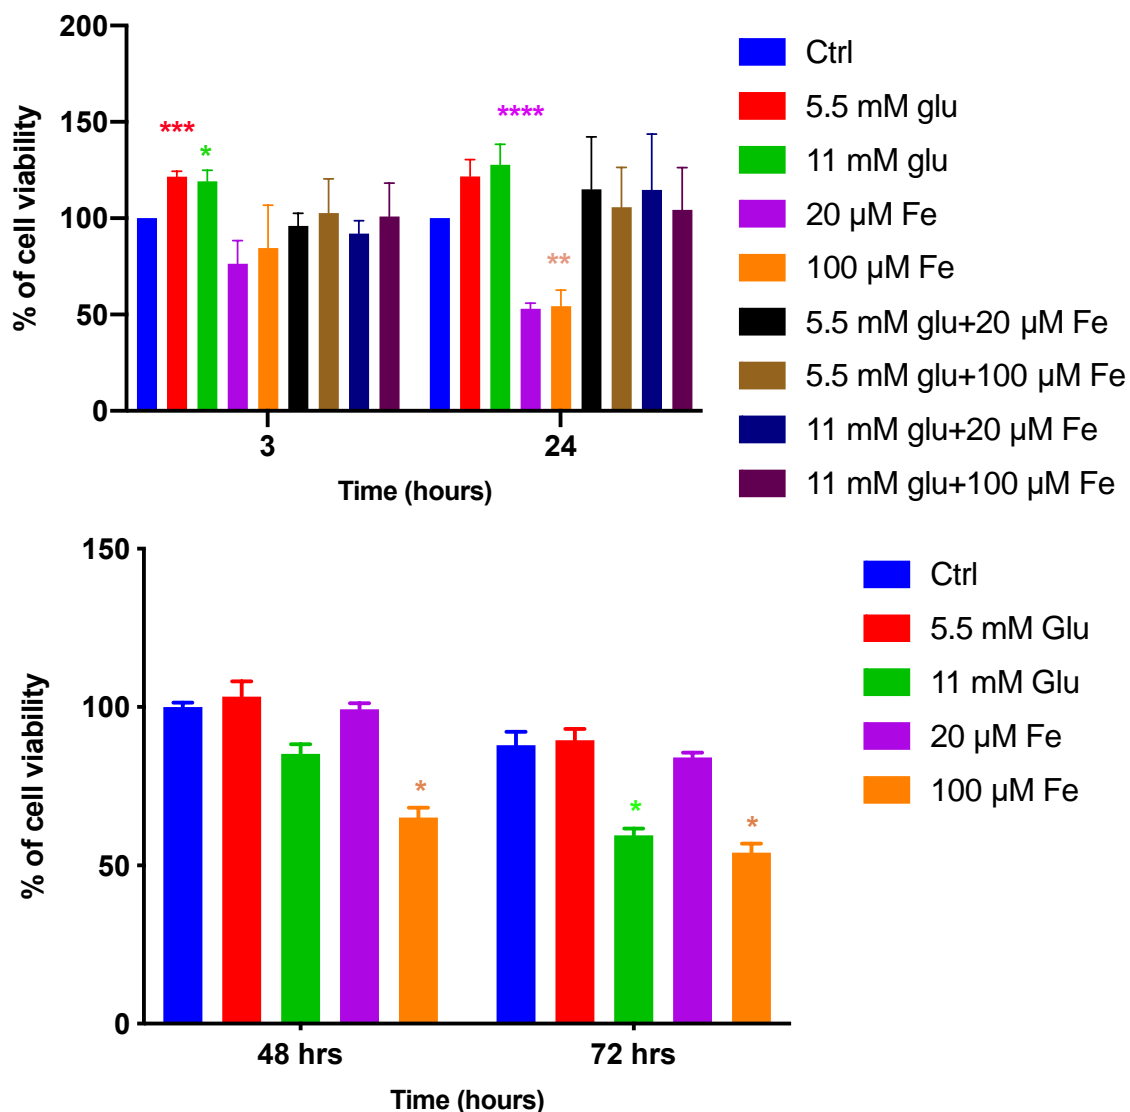 200
150
100
50
0
% of cell viability
***
*
****
**
3
24
Time (hours)
Ctrl
5.5 mM glu
11 mM glu
20 µM Fe
100 µM Fe
5.5 mM glu+20 µM Fe
5.5 mM glu+100 µM Fe
11 mM glu+20 µM Fe
11 mM glu+100 µM Fe
150
100
50
0
% of cell viability
*
*
*
48 hrs
72 hrs
Time (hours)
Ctrl
5.5 mM Glu
11 mM Glu
20 µM Fe
100 µM Fe